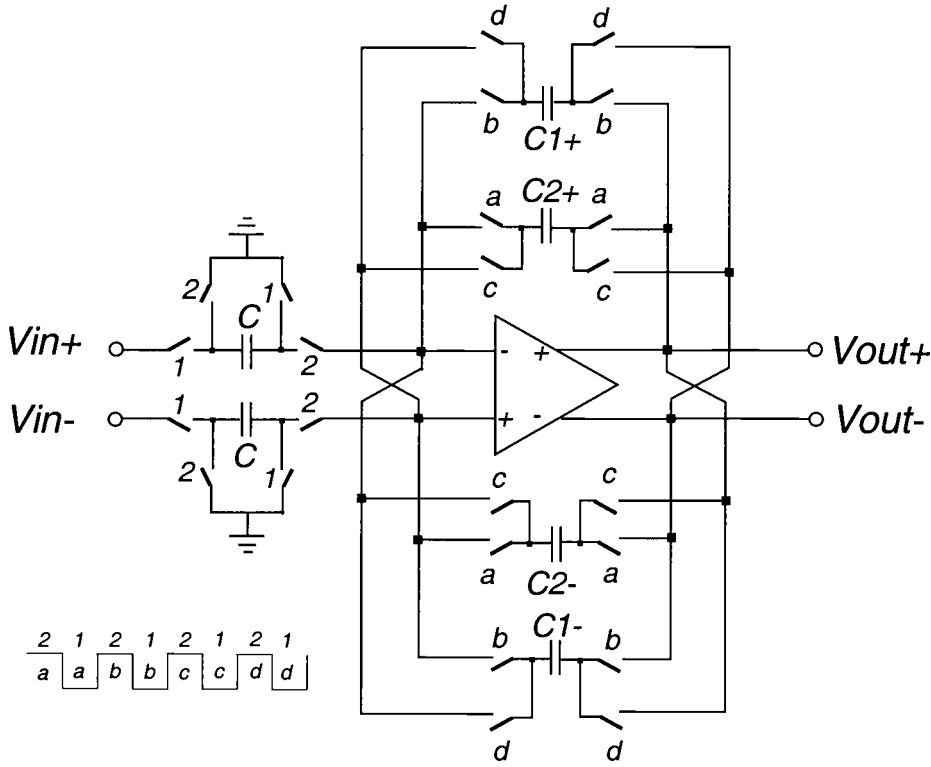 d d
b b
C1+
a C2+ a
c c
2 C 1
Vin+ 1 2 - + Vout+
Vin- 1 2 + - Vout-
2 C 1
c c
a a
C2-
C1-
b b
d d
2 1 2 1 2 1 2 1
a a b b c c d d